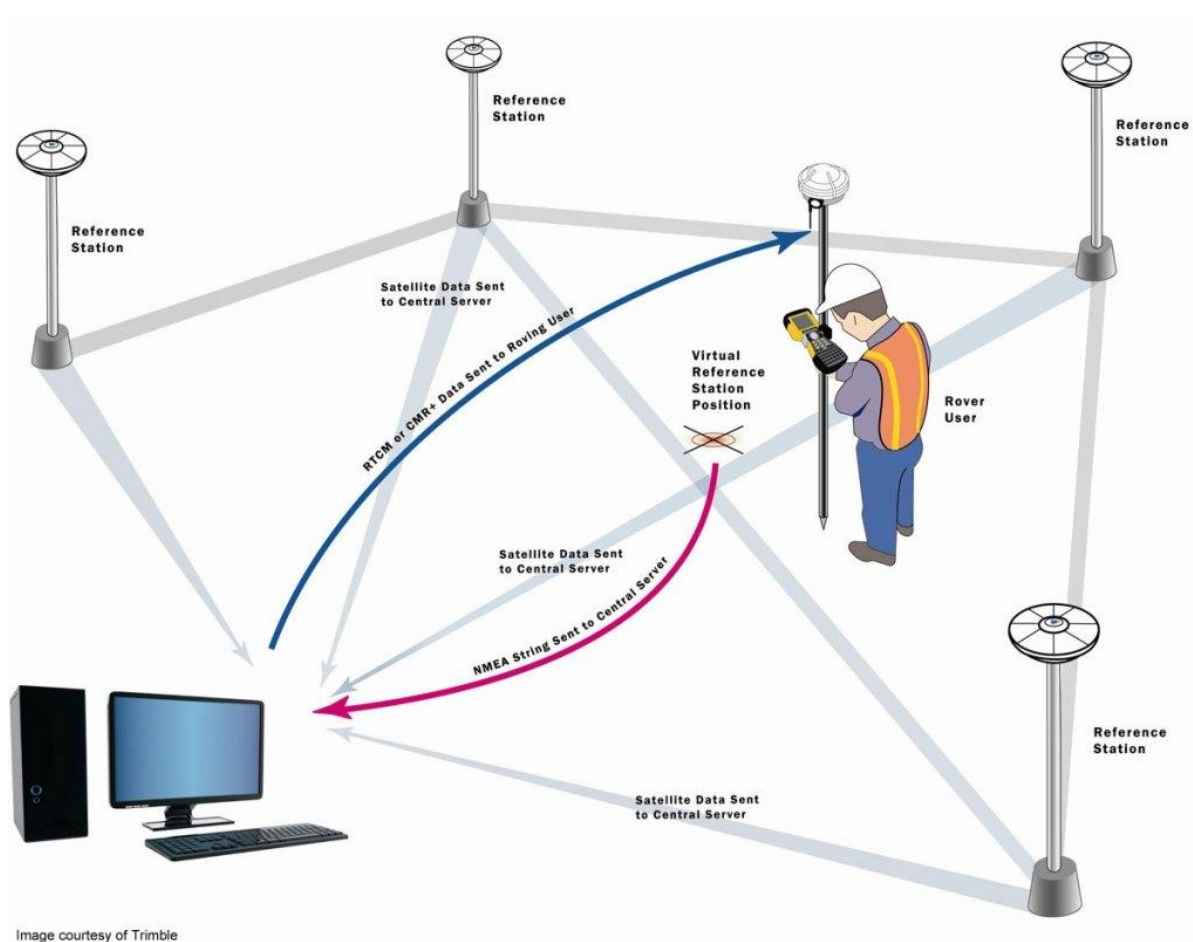 Reference
Station
Reference
Station
Reference
Station
Satellite Data Sent
to Central Server
RTCM or CMR+ Data Sent to Roving User
Virtual
Reference
Station
Position
Rover
User
Satellite Data Sent
to Central Server
NMEA String Sent to Central Server
Reference
Station
Satellite Data Sent
to Central Server
Image courtesy of Trimble